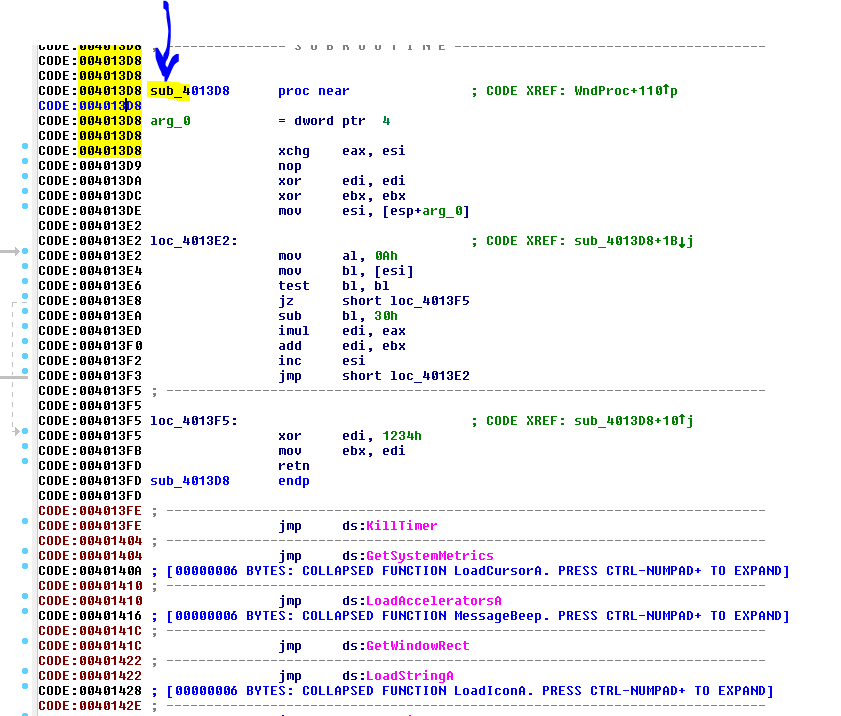 CODE:004013D8 ; --------------- S U B R O U T I N E ---------------------------------------
CODE:004013D8
CODE:004013D8
CODE:004013D8 sub_4013D8 proc near ; CODE XREF: WndProc+110↑p
CODE:004013D8
CODE:004013D8 arg_0 = dword ptr 4
CODE:004013D8
CODE:004013D8 xchg eax, esi
CODE:004013D9 nop
CODE:004013DA xor edi, edi
CODE:004013DC xor ebx, ebx
CODE:004013DE mov esi, [esp+arg_0]
CODE:004013E2
CODE:004013E2 loc_4013E2: ; CODE XREF: sub_4013D8+1B↓j
CODE:004013E2 mov al, 0Ah
CODE:004013E4 mov bl, [esi]
CODE:004013E6 test bl, bl
CODE:004013E8 jz short loc_4013F5
CODE:004013EA sub bl, 30h
CODE:004013ED imul edi, eax
CODE:004013F0 add edi, ebx
CODE:004013F2 inc esi
CODE:004013F3 jmp short loc_4013E2
CODE:004013F5 ; ---------------------------------------------------------------------------
CODE:004013F5
CODE:004013F5 loc_4013F5: ; CODE XREF: sub_4013D8+10↑j
CODE:004013F5 xor edi, 1234h
CODE:004013FB mov ebx, edi
CODE:004013FD retn
CODE:004013FD sub_4013D8 endp
CODE:004013FD
CODE:004013FE ; ---------------------------------------------------------------------------
CODE:004013FE jmp ds:KillTimer
CODE:00401404 ; ---------------------------------------------------------------------------
CODE:00401404 jmp ds:GetSystemMetrics
CODE:0040140A ; [00000006 BYTES: COLLAPSED FUNCTION LoadCursorA. PRESS CTRL-NUMPAD+ TO EXPAND]
CODE:00401410 ; ---------------------------------------------------------------------------
CODE:00401410 jmp ds:LoadAcceleratorsA
CODE:00401416 ; [00000006 BYTES: COLLAPSED FUNCTION MessageBeep. PRESS CTRL-NUMPAD+ TO EXPAND]
CODE:0040141C ; ---------------------------------------------------------------------------
CODE:0040141C jmp ds:GetWindowRect
CODE:00401422 ; ---------------------------------------------------------------------------
CODE:00401422 jmp ds:LoadStringA
CODE:00401428 ; [00000006 BYTES: COLLAPSED FUNCTION LoadIconA. PRESS CTRL-NUMPAD+ TO EXPAND]
CODE:0040142E ; ---------------------------------------------------------------------------